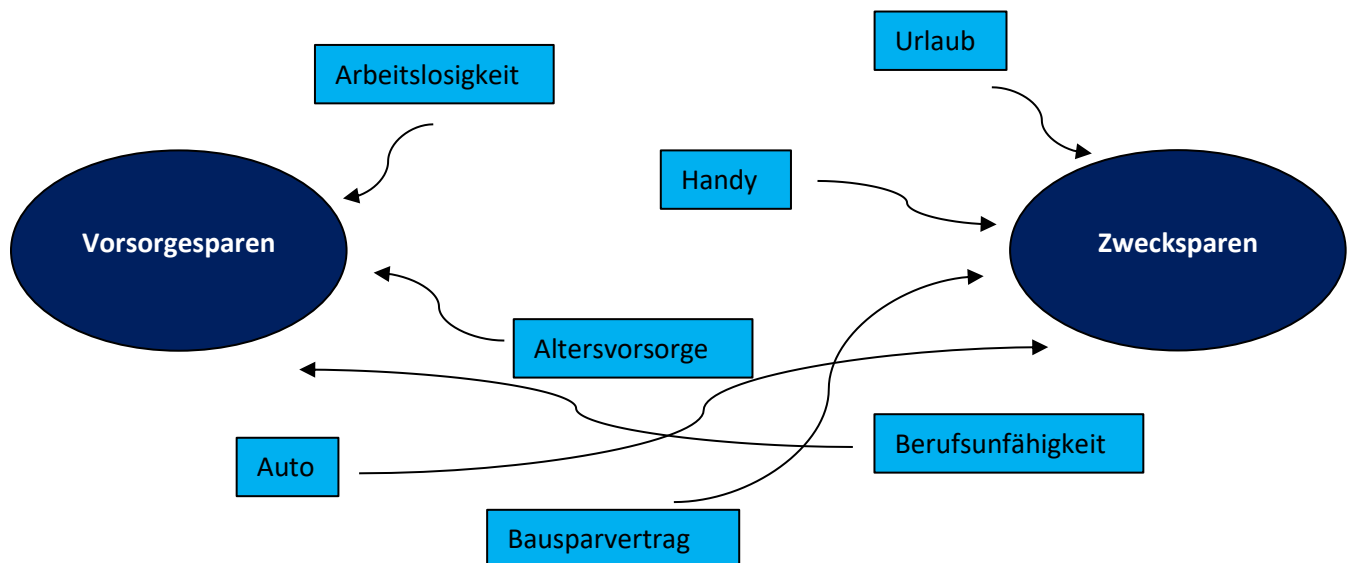 Urlaub
Arbeitslosigkeit
Handy
Vorsorgesparen
Zwecksparen
Altersvorsorge
Berufsunfähigkeit
Auto
Bausparvertrag